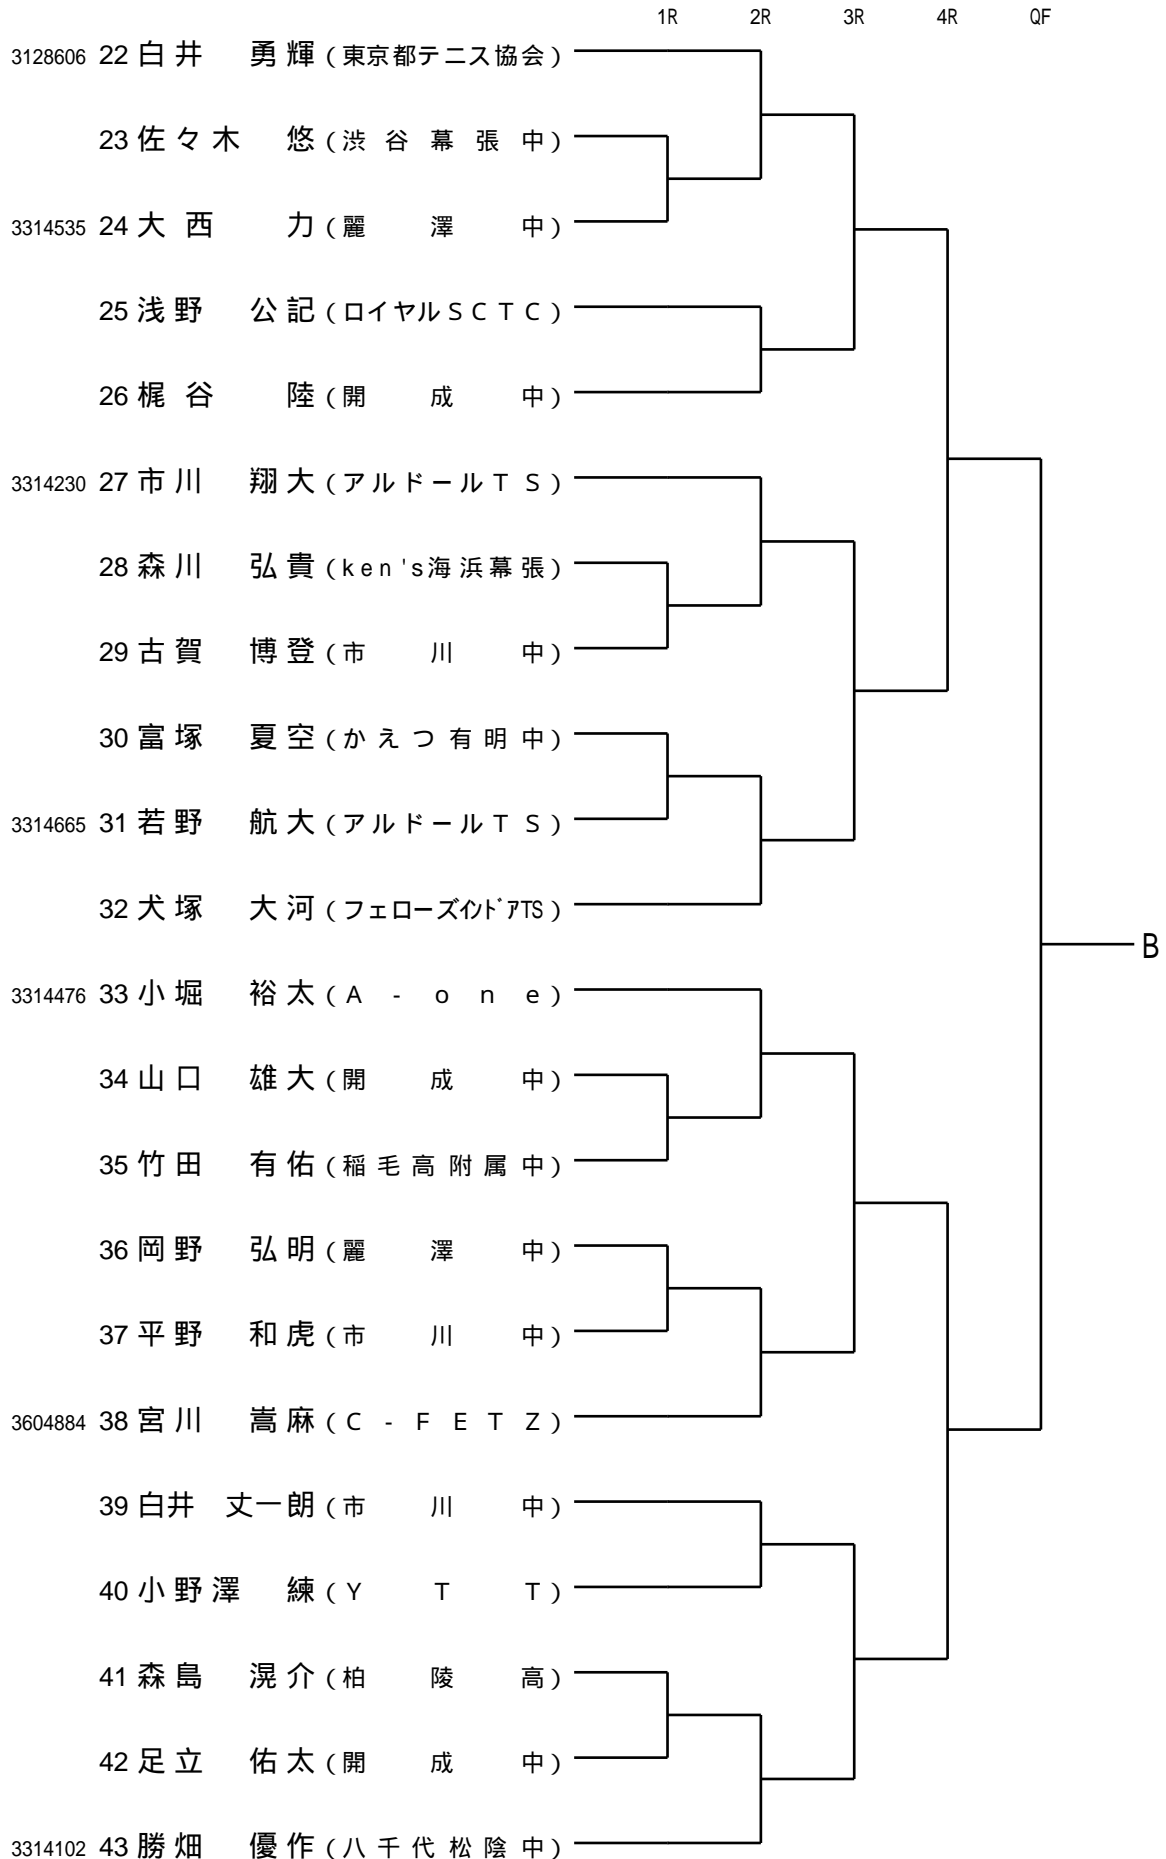 1R 2R 3R 4R QF
3128606 22 白井 勇輝 (東京都テニス協会)
23 佐々木 悠 (渋谷幕張中)
3314535 24 大西 力 (麗澤中)
25 浅野 公記 (ロイヤルSCTC)
26 梶谷 陸 (開成中)
3314230 27 市川 翔大 (アルドールTS)
28 森川 弘貴 (ken's海浜幕張)
29 古賀 博登 (市川中)
30 富塚 夏空 (かえつ有明中)
3314665 31 若野 航大 (アルドールTS)
32 犬塚 大河 (フェローズインドアTS)
B
3314476 33 小堀 裕太 (A-one)
34 山口 雄大 (開成中)
35 竹田 有佑 (稲毛高附属中)
36 岡野 弘明 (麗澤中)
37 平野 和虎 (市川中)
3604884 38 宮川 嵩麻 (C-FETZ)
39 白井 丈一朗 (市川中)
40 小野澤 練 (YTT)
41 森島 滉介 (柏陵高)
42 足立 佑太 (開成中)
3314102 43 勝畑 優作 (八千代松陰中)